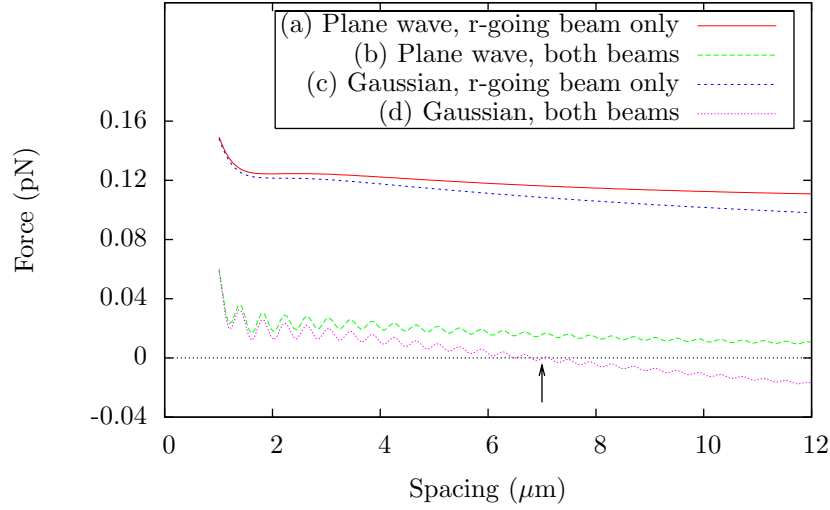 (a) Plane wave, r-going beam only
(b) Plane wave, both beams
(c) Gaussian, r-going beam only
(d) Gaussian, both beams
0.16
0.12
0.08
0.04
0
-0.04
Force (pN)
0 2 4 6 8 10 12
Spacing (μm)